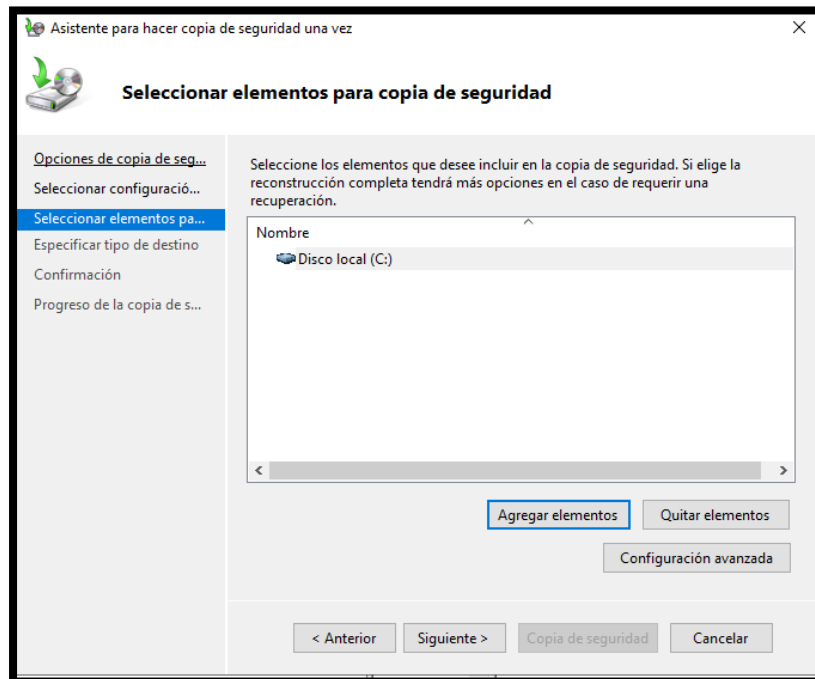 Asistente para hacer copia de seguridad una vez
Seleccionar elementos para copia de seguridad
Opciones de copia de seg...
Seleccionar configuració...
Seleccionar elementos pa...
Especificar tipo de destino
Confirmación
Progreso de la copia de s...
Seleccione los elementos que desee incluir en la copia de seguridad. Si elige la
reconstrucción completa tendrá más opciones en el caso de requerir una
recuperación.
Nombre
Disco local (C:)
Agregar elementos
Quitar elementos
Configuración avanzada
< Anterior
Siguiente >
Copia de seguridad
Cancelar